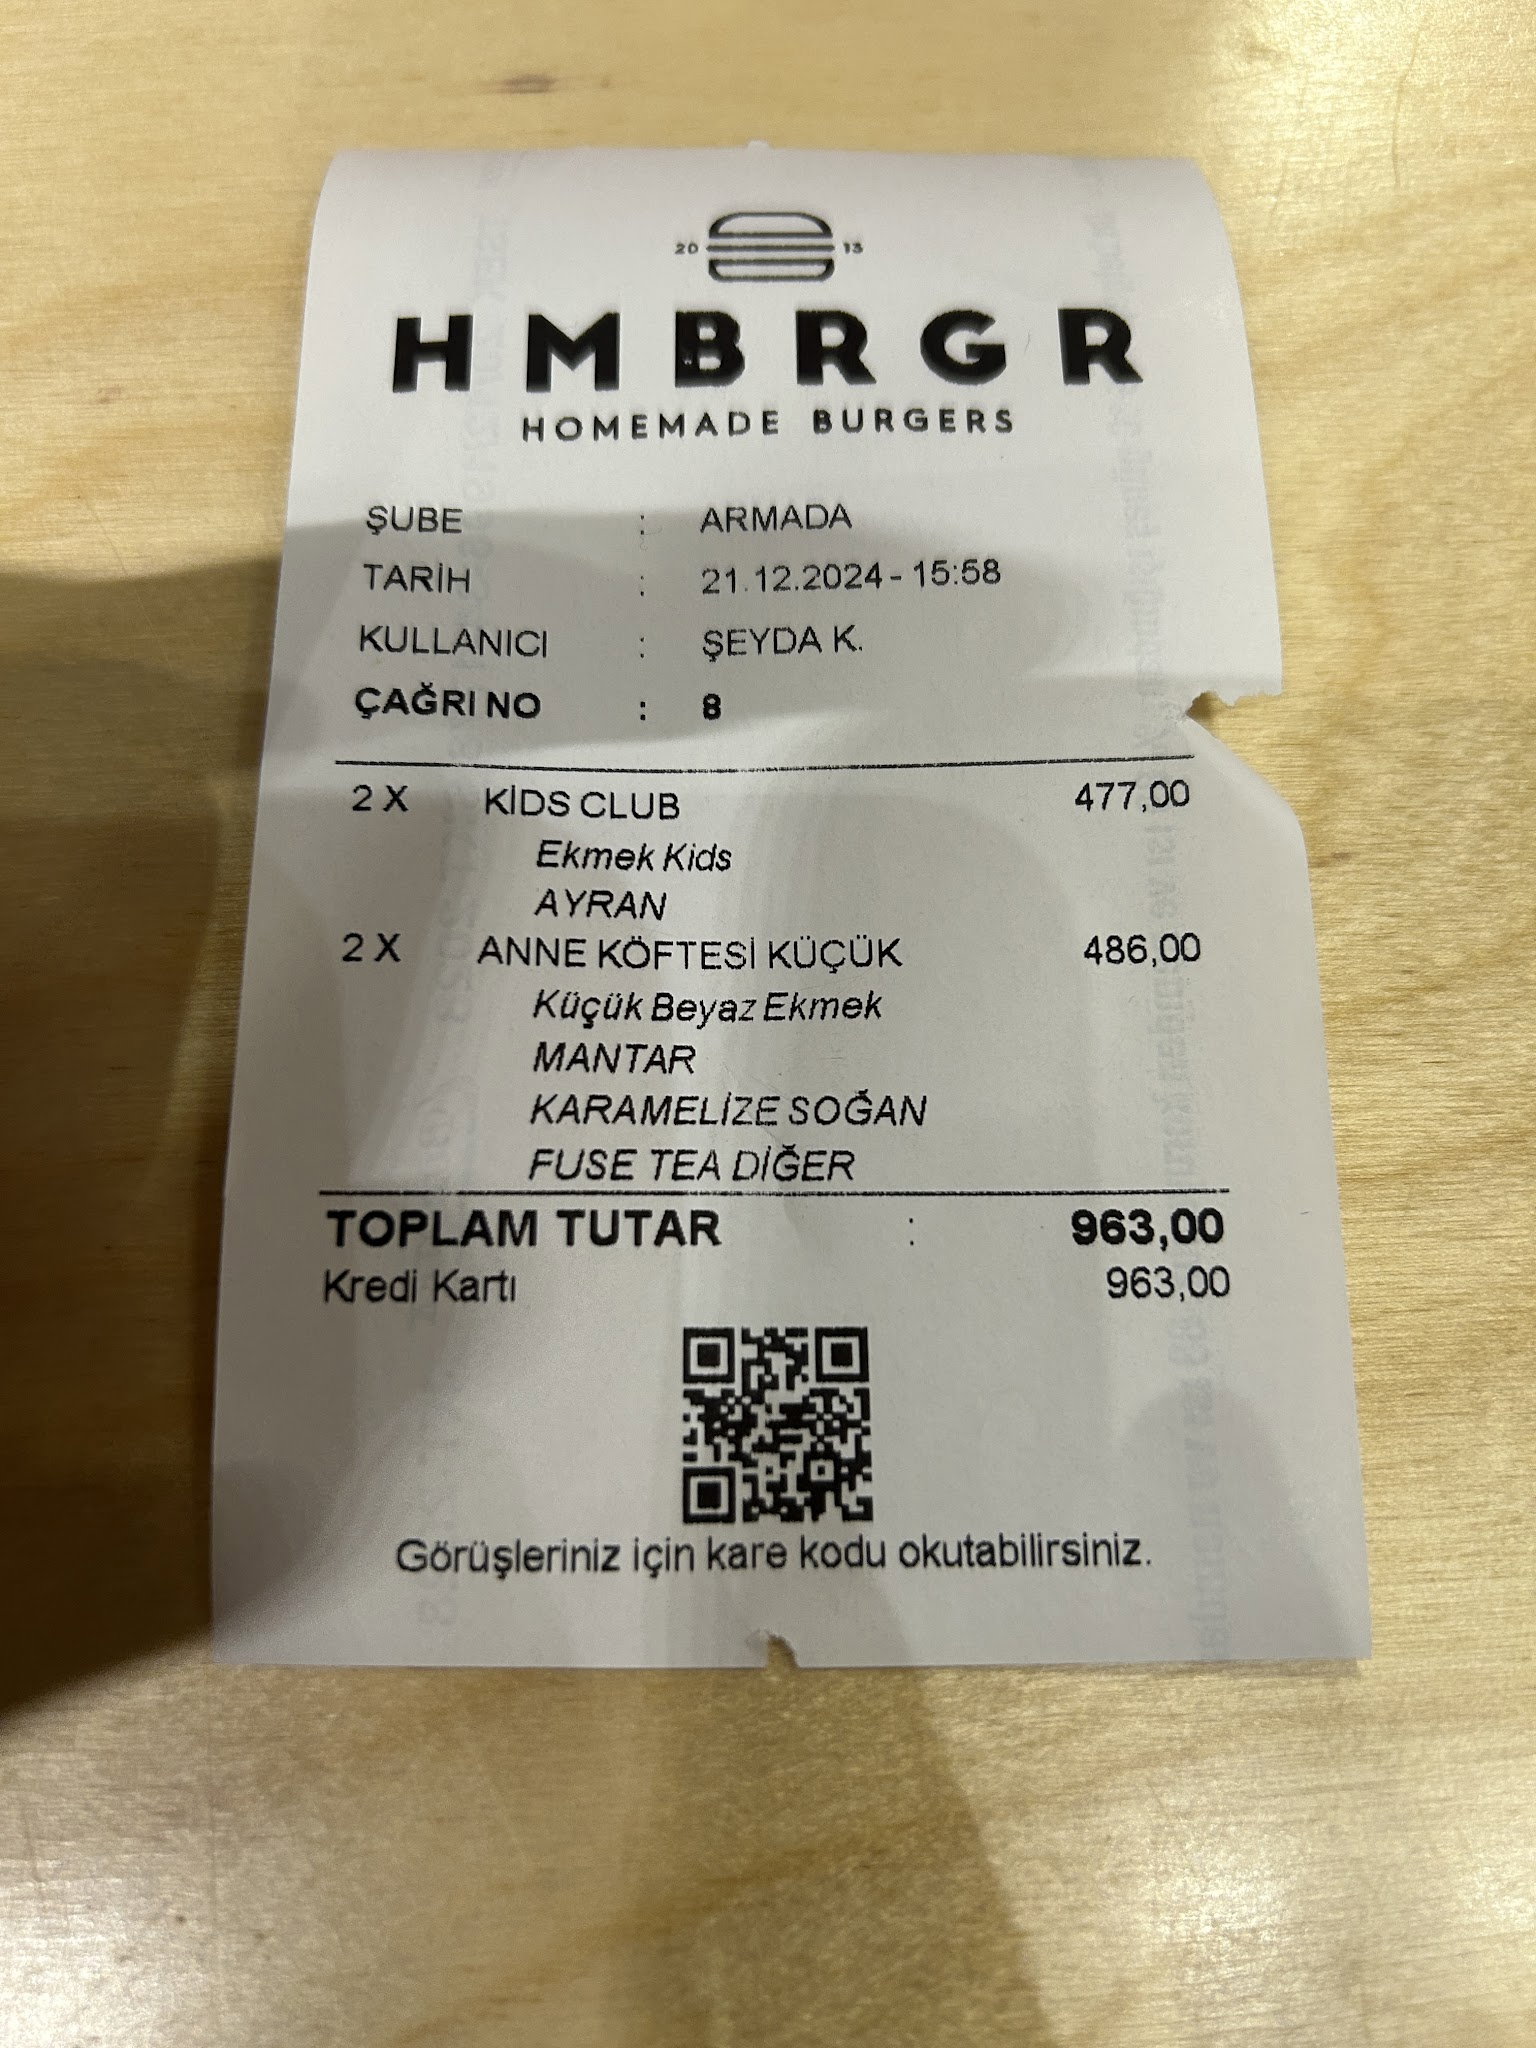 20 13
HMBRGR
HOMEMADE BURGERS
ŞUBE : ARMADA
TARİH : 21.12.2024 - 15:58
KULLANICI : ŞEYDA K.
ÇAĞRI NO : 8
2 X KİDS CLUB 477,00
Ekmek Kids
AYRAN
2 X ANNE KÖFTESİ KÜÇÜK 486,00
Küçük Beyaz Ekmek
MANTAR
KARAMELİZE SOĞAN
FUSE TEA DİĞER
TOPLAM TUTAR : 963,00
Kredi Kartı 963,00
Görüşleriniz için kare kodu okutabilirsiniz.